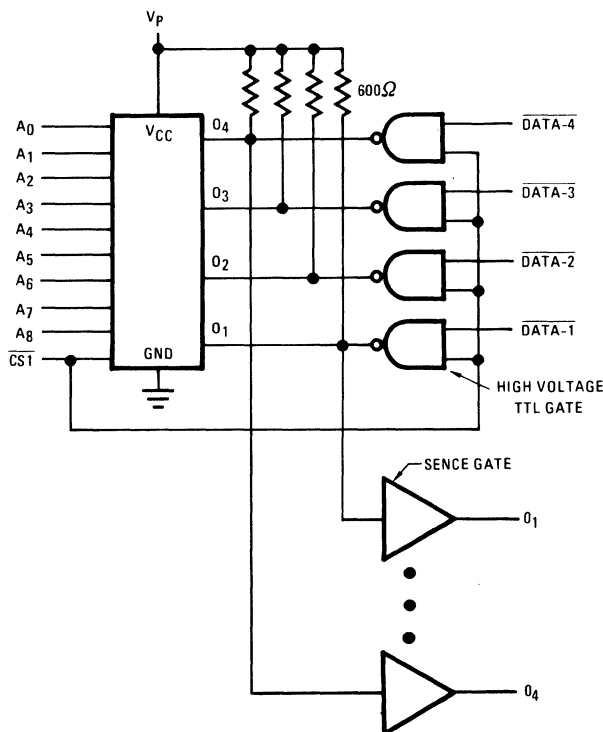 VP
600Ω
A0
A1
A2
A3
A4
A5
A6
A7
A8
CS1
VCC
GND
O4
O3
O2
O1
DATA-4
DATA-3
DATA-2
DATA-1
HIGH VOLTAGE
TTL GATE
SENCE GATE
O1
O4